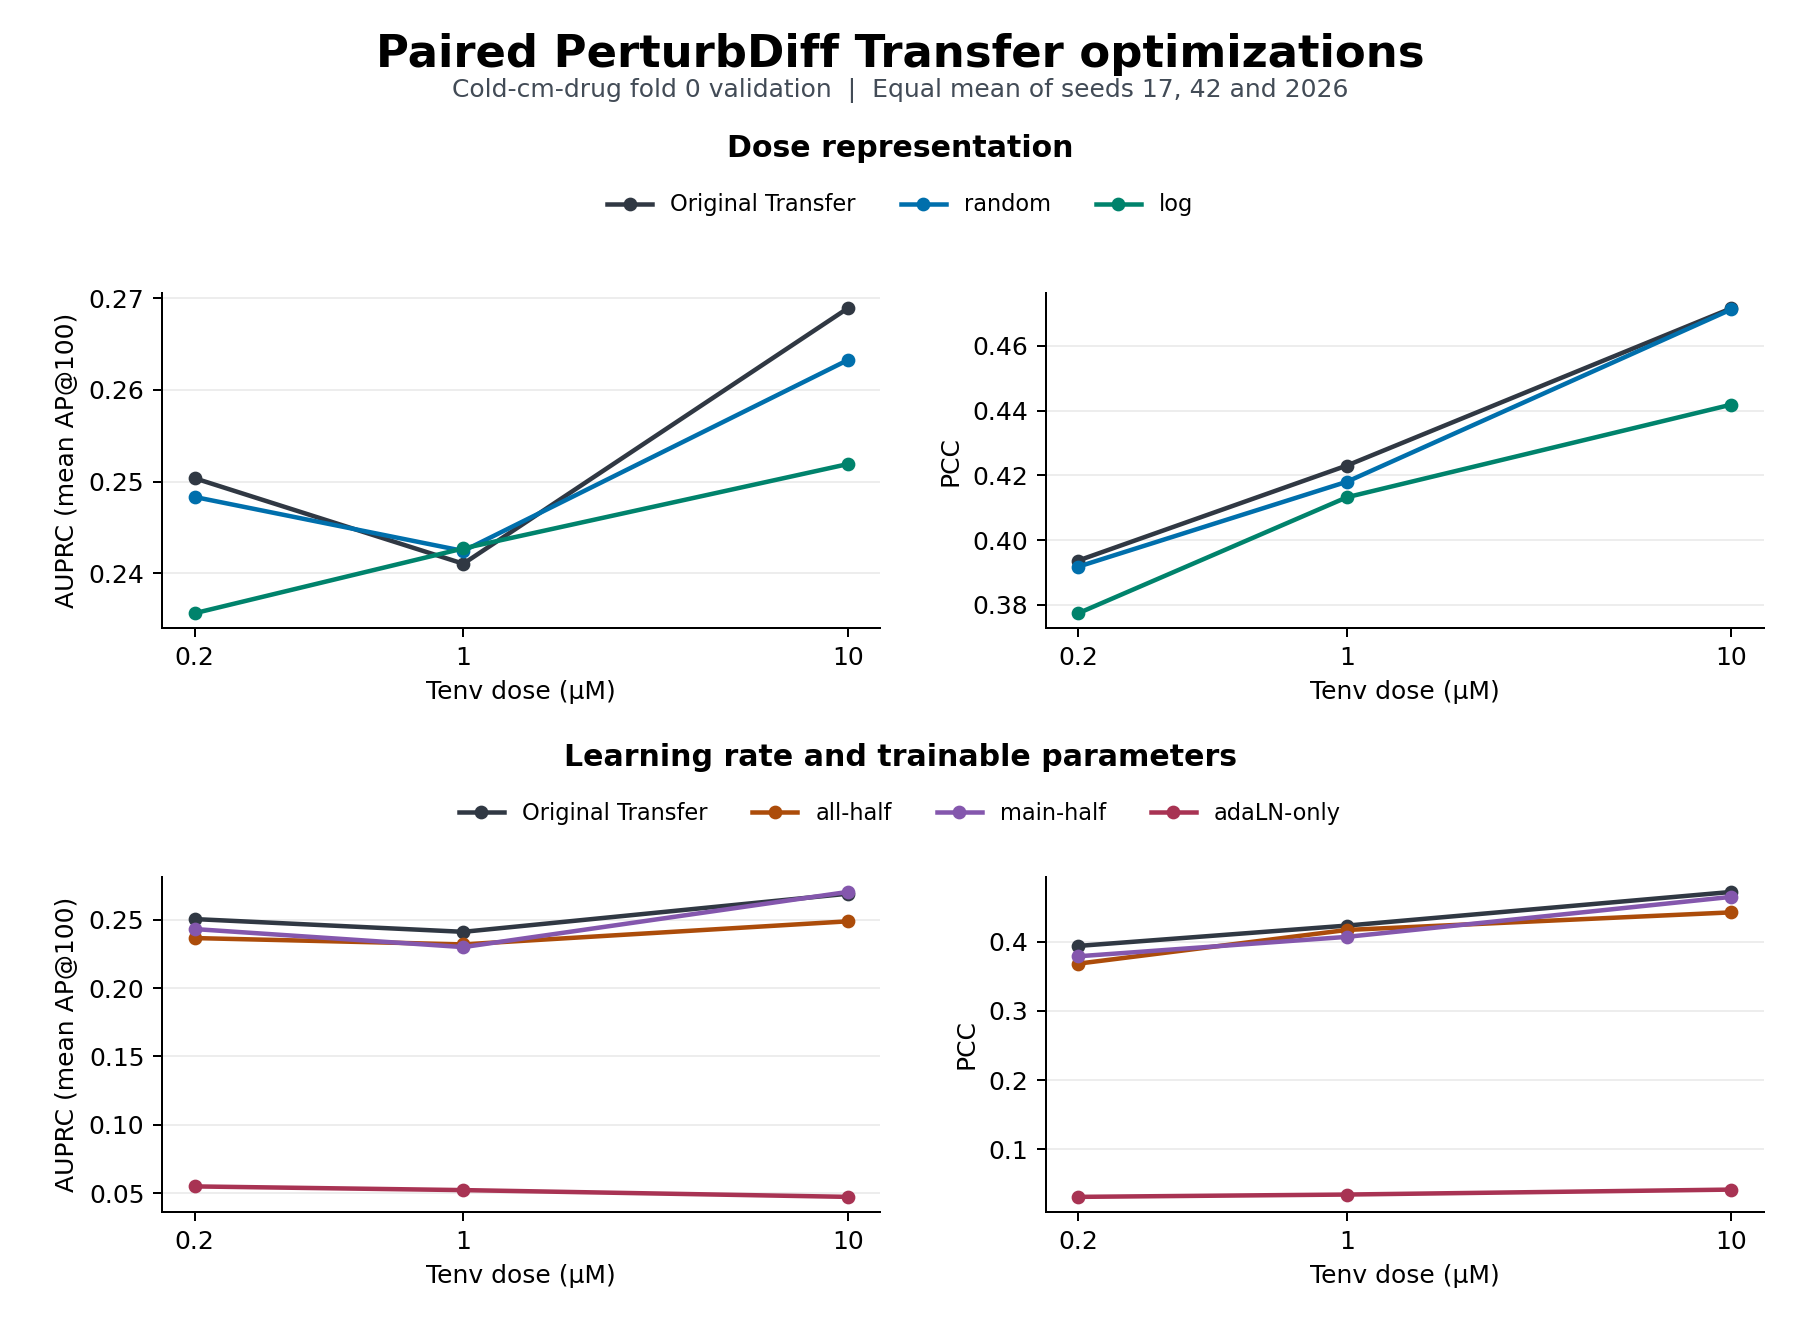 Paired PerturbDiff Transfer optimizations
Cold-cm-drug fold 0 validation | Equal mean of seeds 17, 42 and 2026
Dose representation
Original Transfer random log
AUPRC (mean AP@100)
0.27
0.26
0.25
0.24
0.2 1 10
Tenv dose (μM)
PCC
0.46
0.44
0.42
0.40
0.38
0.2 1 10
Tenv dose (μM)
Learning rate and trainable parameters
Original Transfer all-half main-half adaLN-only
AUPRC (mean AP@100)
0.25
0.20
0.15
0.10
0.05
0.2 1 10
Tenv dose (μM)
PCC
0.4
0.3
0.2
0.1
0.2 1 10
Tenv dose (μM)